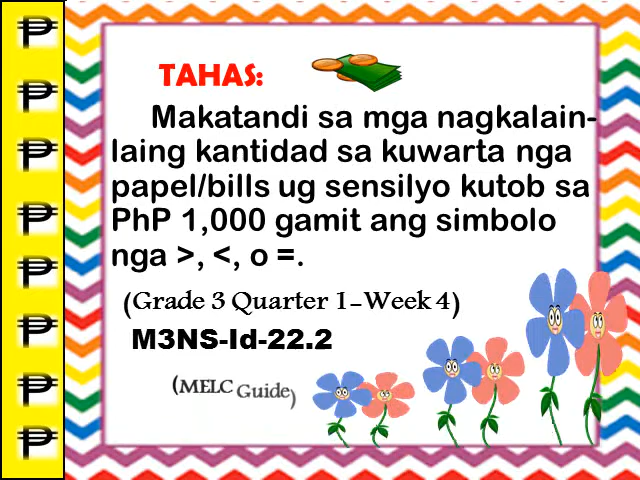 TAHAS:
Makatandi sa mga nagkalain-
laing kantidad sa kuwarta nga
papel/bills ug sensilyo kutob sa
PhP 1,000 gamit ang simbolo
nga >, <, o =.
(Grade 3 Quarter 1-Week 4)
M3NS-Id-22.2
(MELC Guide)
₱
₱
₱
₱
₱
₱
₱
₱